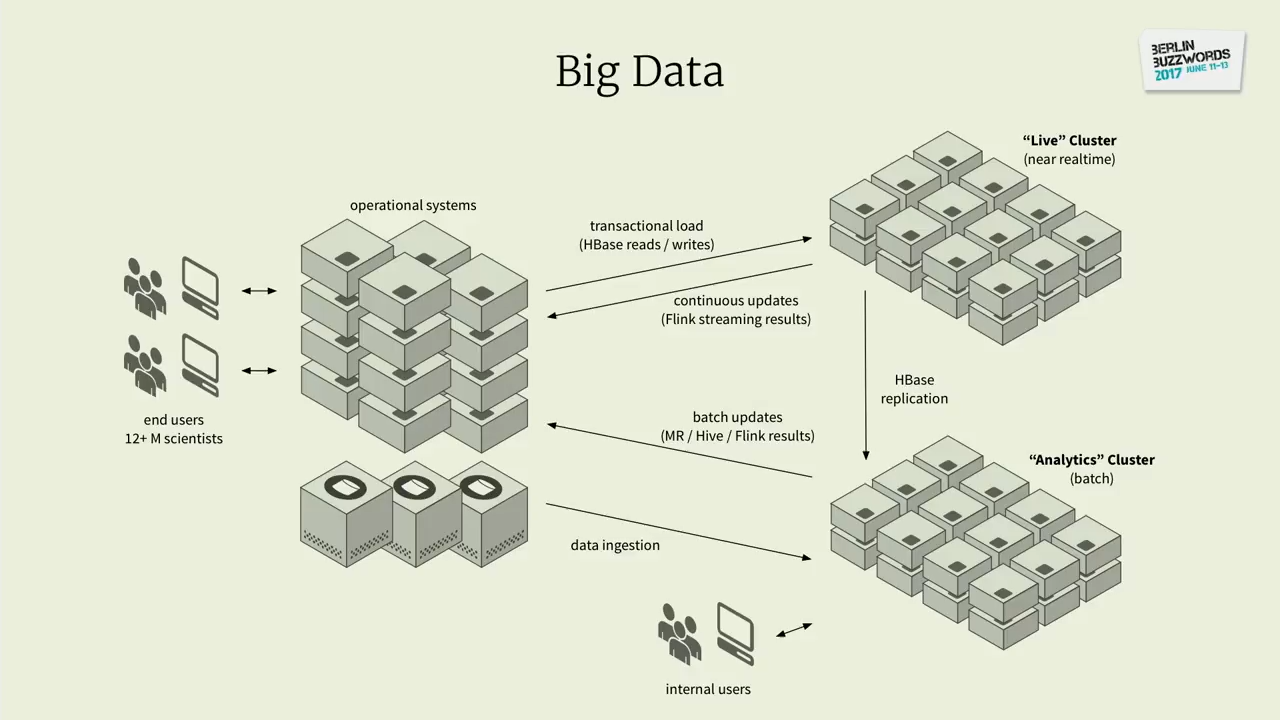 Big Data
BERLIN
BUZZWORDS
2017 JUNE 11-13
“Live” Cluster
(near realtime)
operational systems
transactional load
(HBase reads / writes)
continuous updates
(Flink streaming results)
HBase
replication
end users
12+ M scientists
batch updates
(MR / Hive / Flink results)
“Analytics” Cluster
(batch)
data ingestion
internal users